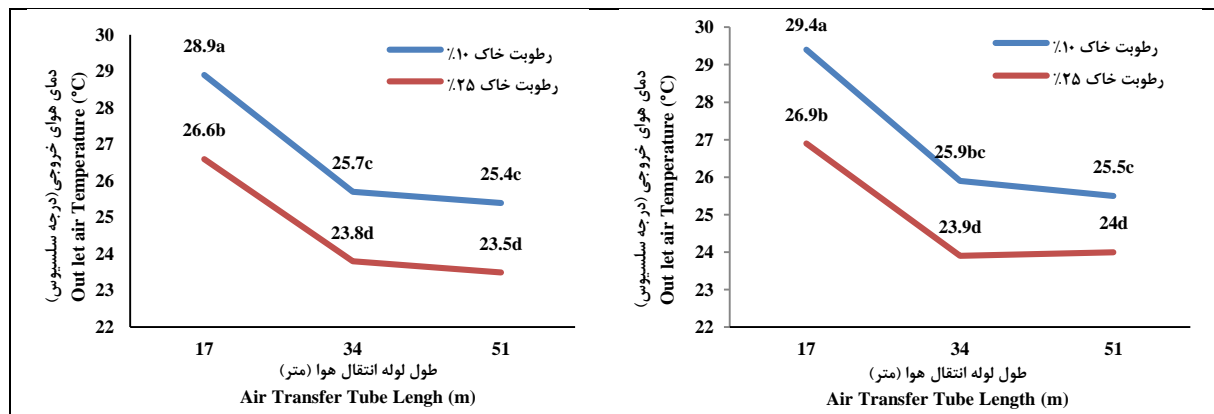 دمای هوای خروجی(درجه سلسیوس)
Out let air Temperature (°C)
30
29
28
27
26
25
24
23
22
28.9a
26.6b
25.7c
25.4c
23.8d
23.5d
رطوبت خاک ۱۰٪
رطوبت خاک ۲۵٪
17 34 51
طول لوله انتقال هوا (متر)
Air Transfer Tube Lengh (m)
دمای هوای خروجی(درجه سلسیوس)
Out let air Temperature (°C)
30
29
28
27
26
25
24
23
22
29.4a
26.9b
25.9bc
25.5c
23.9d
24d
رطوبت خاک ۱۰٪
رطوبت خاک ۲۵٪
17 34 51
طول لوله انتقال هوا (متر)
Air Transfer Tube Length (m)